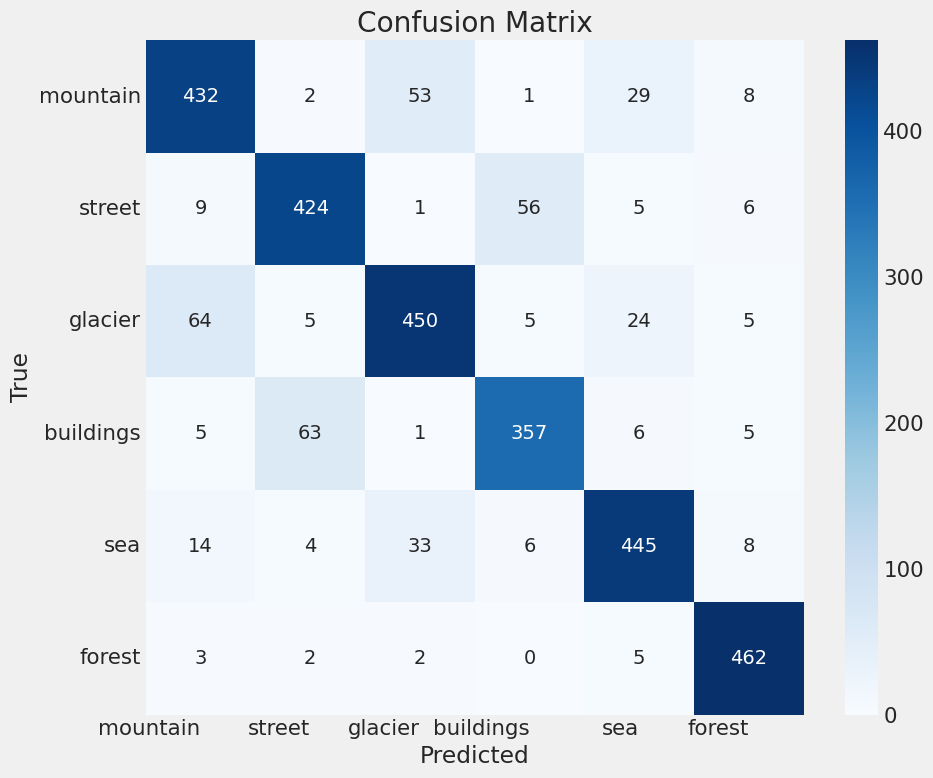 Confusion Matrix
mountain 432 2 53 1 29 8
street 9 424 1 56 5 6
glacier 64 5 450 5 24 5
buildings 5 63 1 357 6 5
sea 14 4 33 6 445 8
forest 3 2 2 0 5 462
mountain street glacier buildings sea forest
Predicted
True
400
300
200
100
0